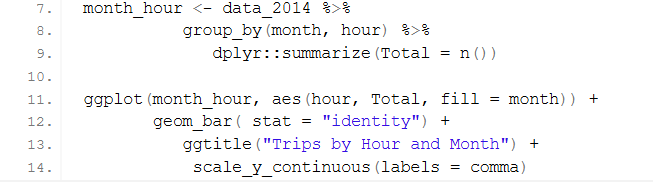 7. month_hour <- data_2014 %>%
8. group_by(month, hour) %>%
9. dplyr::summarize(Total = n())
10.
11. ggplot(month_hour, aes(hour, Total, fill = month)) +
12. geom_bar( stat = "identity") +
13. ggtitle("Trips by Hour and Month") +
14. scale_y_continuous(labels = comma)